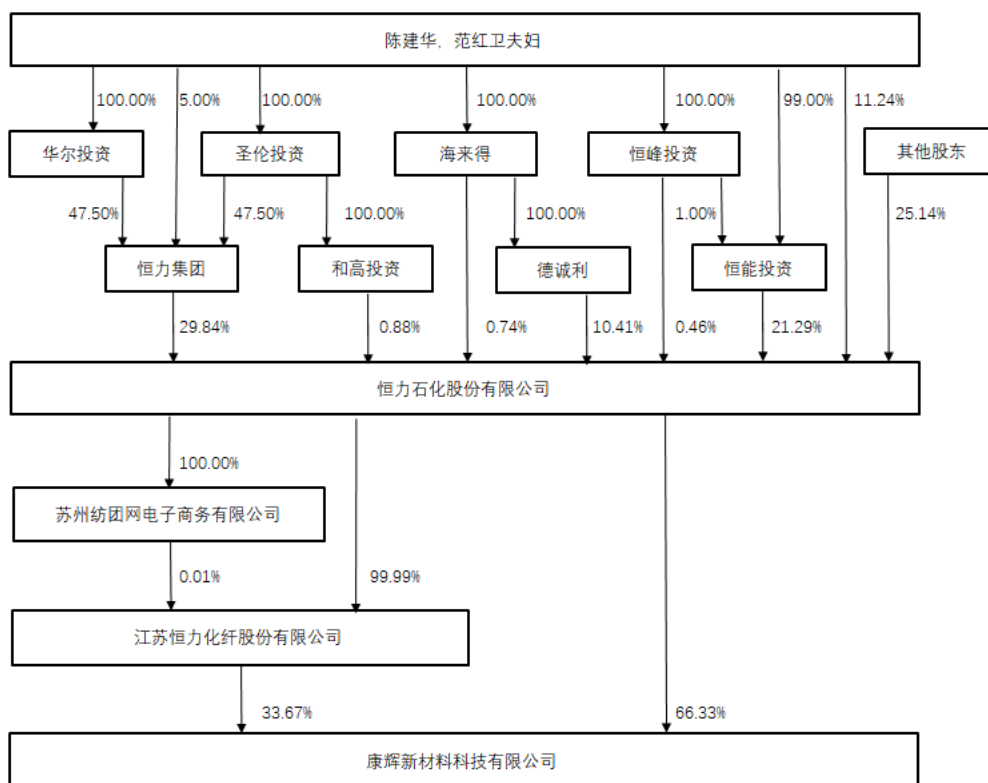 陈建华，范红卫夫妇
100.00%
5.00%
100.00%
100.00%
100.00%
99.00%
11.24%
华尔投资
圣伦投资
海来得
恒峰投资
其他股东
47.50%
47.50%
100.00%
100.00%
1.00%
25.14%
恒力集团
和高投资
德诚利
恒能投资
29.84%
0.88%
0.74%
10.41%
0.46%
21.29%
恒力石化股份有限公司
100.00%
苏州纺团网电子商务有限公司
0.01%
99.99%
江苏恒力化纤股份有限公司
33.67%
66.33%
康辉新材料科技有限公司